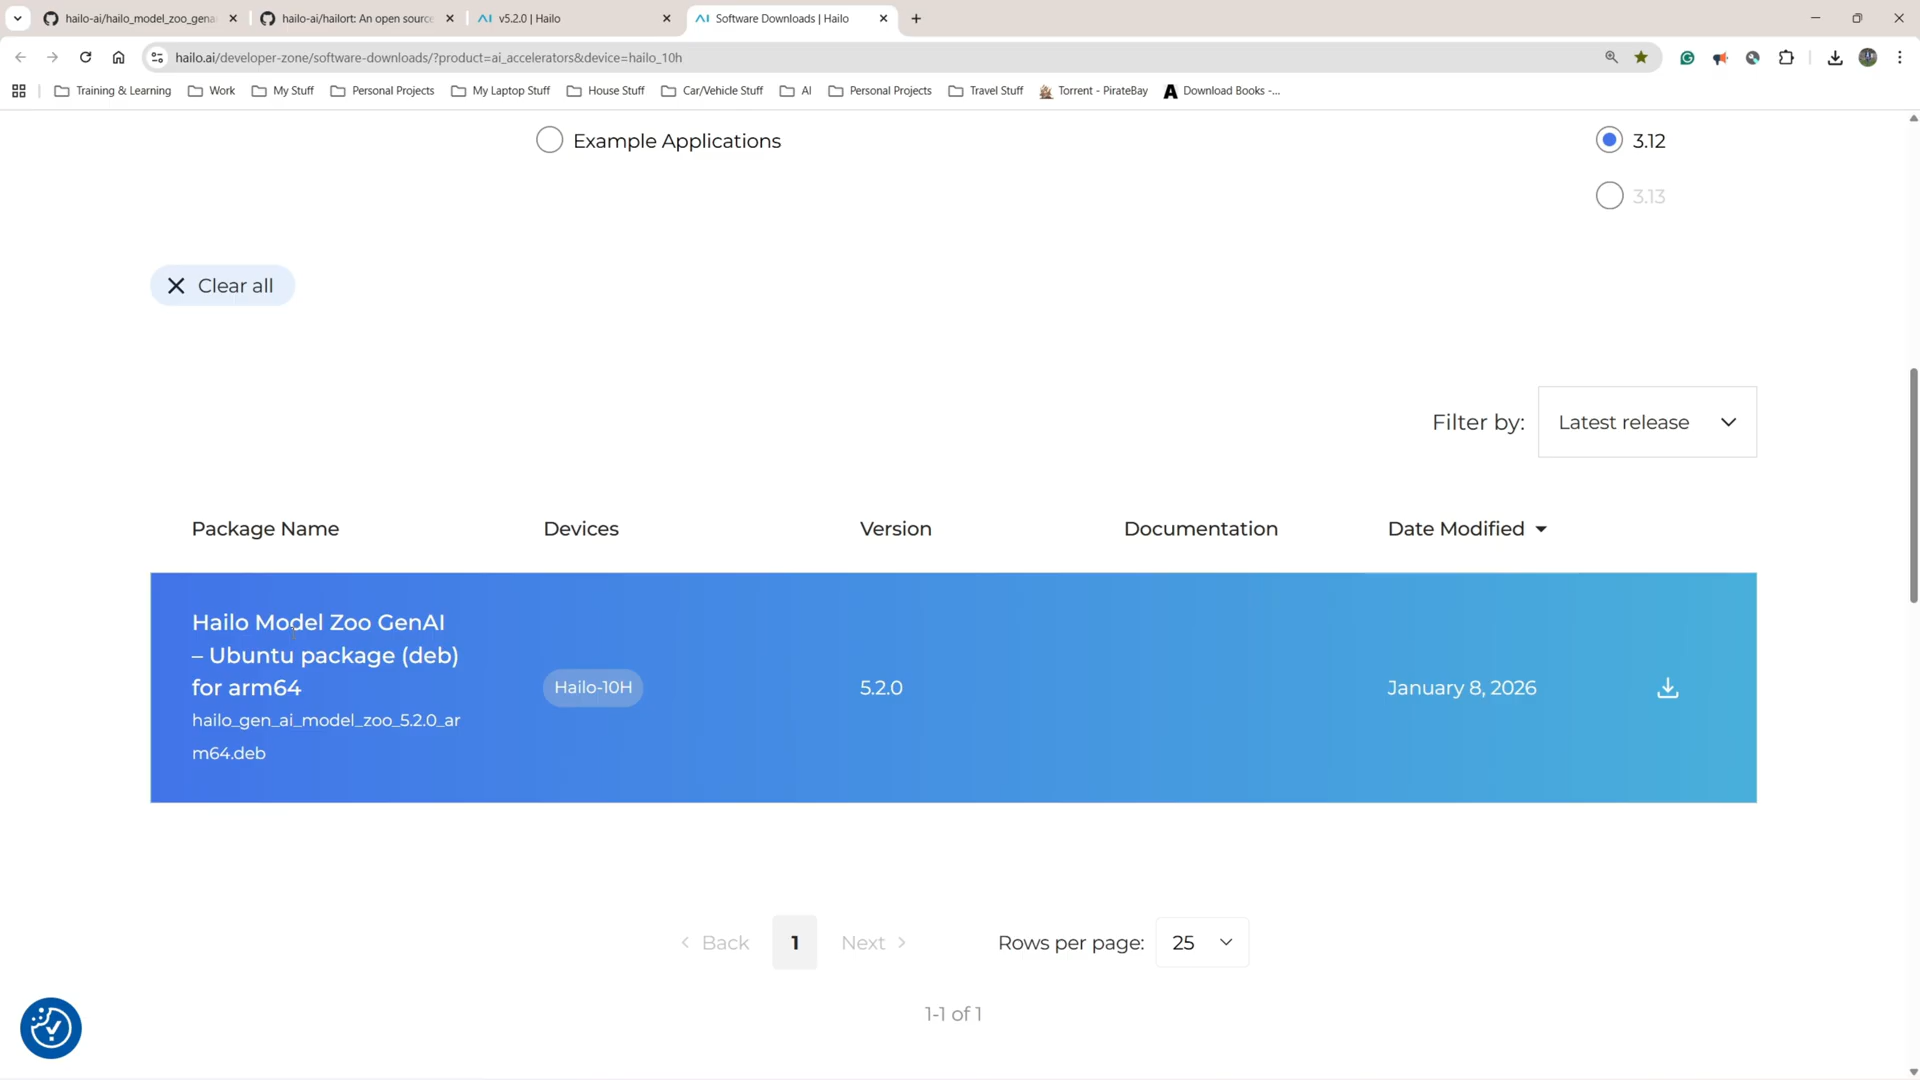 hailo-ai/hailo_model_zoo_gena
hailo-ai/hailort: An open source
v5.2.0 | Hailo
Software Downloads | Hailo
hailo.ai/developer-zone/software-downloads/?product=ai_accelerators&device=hailo_10h
Training & Learning
Work
My Stuff
Personal Projects
My Laptop Stuff
House Stuff
Car/Vehicle Stuff
AI
Personal Projects
Travel Stuff
Torrent - PirateBay
Download Books -...
Example Applications
3.12
3.13
Clear all
Filter by:
Latest release
Package Name
Devices
Version
Documentation
Date Modified
Hailo Model Zoo GenAI
– Ubuntu package (deb)
for arm64
hailo_gen_ai_model_zoo_5.2.0_ar
m64.deb
Hailo-10H
5.2.0
January 8, 2026
Back
1
Next
Rows per page:
25
1-1 of 1